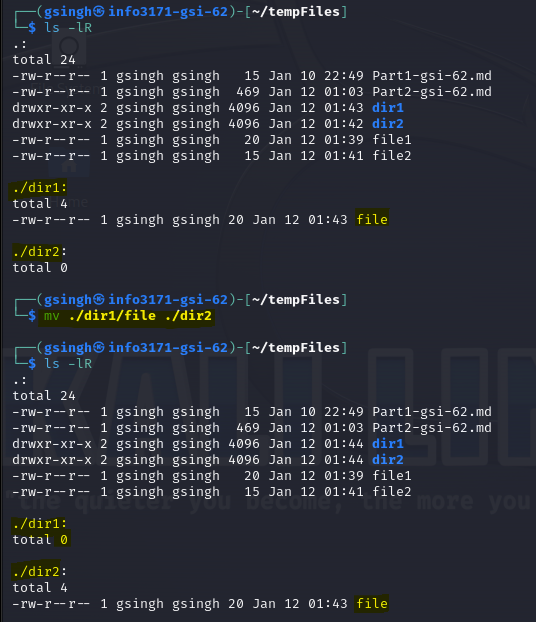 ┌──(gsingh㉿info3171-gsi-62)-[~/tempFiles]
└─$ ls -lR
.:
total 24
-rw-r--r-- 1 gsingh gsingh   15 Jan 10 22:49 Part1-gsi-62.md
-rw-r--r-- 1 gsingh gsingh  469 Jan 12 01:03 Part2-gsi-62.md
drwxr-xr-x 2 gsingh gsingh 4096 Jan 12 01:43 dir1
drwxr-xr-x 2 gsingh gsingh 4096 Jan 12 01:42 dir2
-rw-r--r-- 1 gsingh gsingh   20 Jan 12 01:39 file1
-rw-r--r-- 1 gsingh gsingh   15 Jan 12 01:41 file2

./dir1:
total 4
-rw-r--r-- 1 gsingh gsingh 20 Jan 12 01:43 file

./dir2:
total 0

┌──(gsingh㉿info3171-gsi-62)-[~/tempFiles]
└─$ mv ./dir1/file ./dir2

┌──(gsingh㉿info3171-gsi-62)-[~/tempFiles]
└─$ ls -lR
.:
total 24
-rw-r--r-- 1 gsingh gsingh   15 Jan 10 22:49 Part1-gsi-62.md
-rw-r--r-- 1 gsingh gsingh  469 Jan 12 01:03 Part2-gsi-62.md
drwxr-xr-x 2 gsingh gsingh 4096 Jan 12 01:44 dir1
drwxr-xr-x 2 gsingh gsingh 4096 Jan 12 01:44 dir2
-rw-r--r-- 1 gsingh gsingh   20 Jan 12 01:39 file1
-rw-r--r-- 1 gsingh gsingh   15 Jan 12 01:41 file2
the quieter you become, the more you

./dir1:
total 0

./dir2:
total 4
-rw-r--r-- 1 gsingh gsingh 20 Jan 12 01:43 file